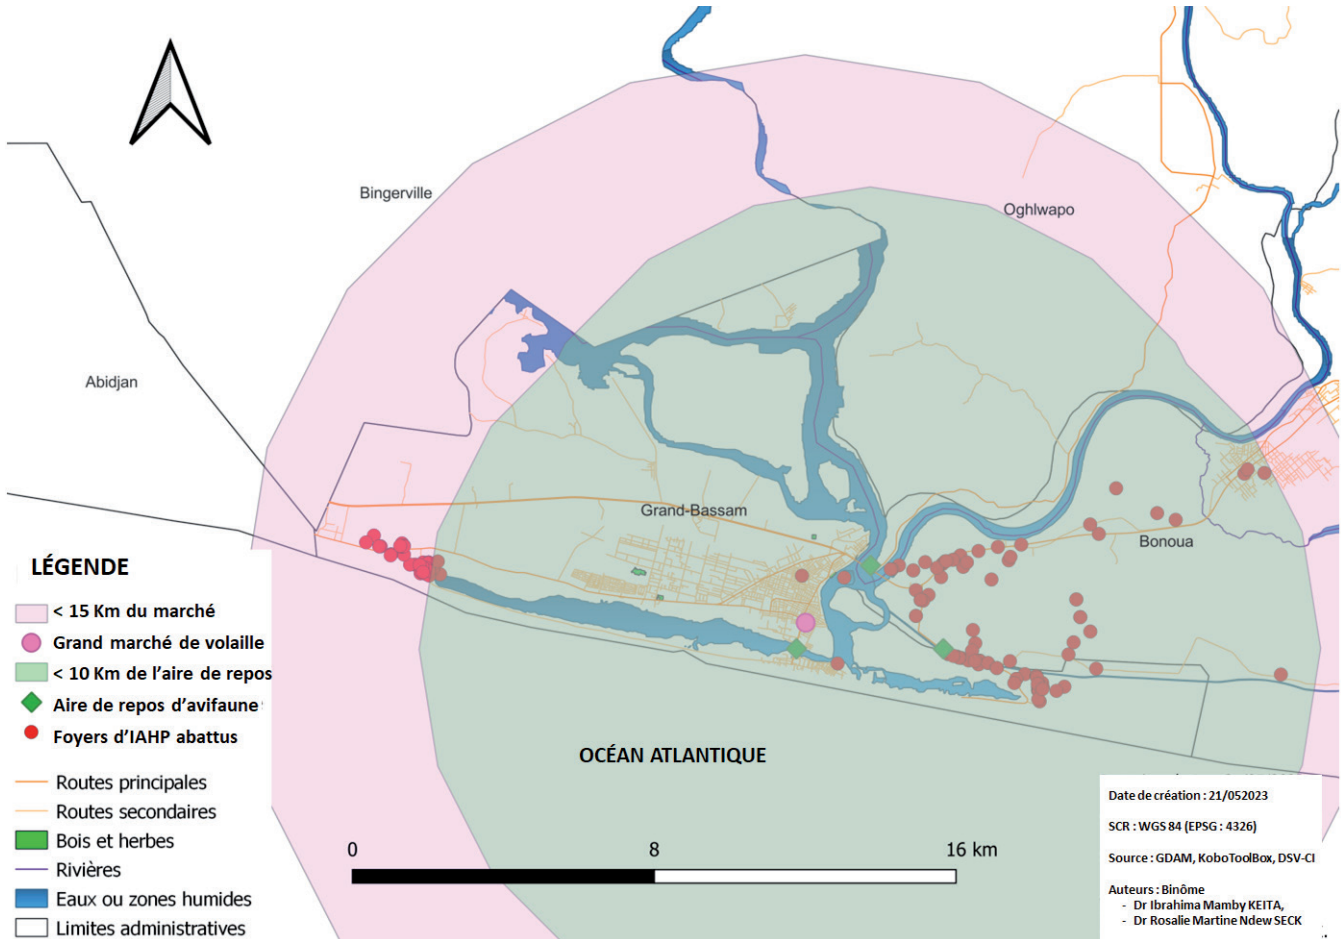 Bingerville
Oghlwapo
Abidjan
Grand-Bassam
Bonoua
LÉGENDE
< 15 Km du marché
Grand marché de volaille
< 10 Km de l'aire de repos
Aire de repos d'avifaune
Foyers d'IAHP abattus
Routes principales
Routes secondaires
Bois et herbes
Rivières
Eaux ou zones humides
Limites administratives
OCÉAN ATLANTIQUE
0 8 16 km
Date de création : 21/052023
SCR : WGS 84 (EPSG : 4326)
Source : GDAM, KoboToolBox, DSV-CI
Auteurs : Binôme
- Dr Ibrahima Mamby KEITA,
- Dr Rosalie Martine Ndew SECK